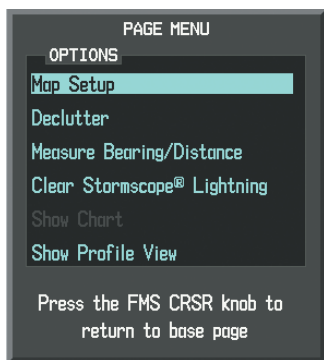 PAGE MENU
OPTIONS
Map Setup
Declutter
Measure Bearing/Distance
Clear Stormscope® Lightning
Show Chart
Show Profile View
Press the FMS CRSR knob to
return to base page